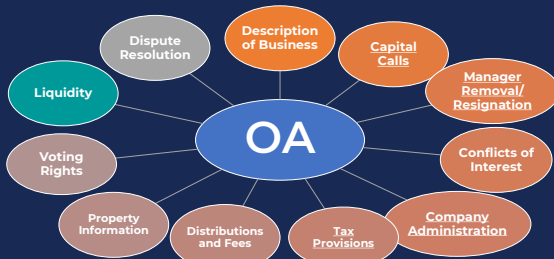 OA
Description
of Business
Capital
Calls
Manager
Removal/
Resignation
Conflicts of
Interest
Company
Administration
Tax
Provisions
Distributions
and Fees
Property
Information
Voting
Rights
Liquidity
Dispute
Resolution